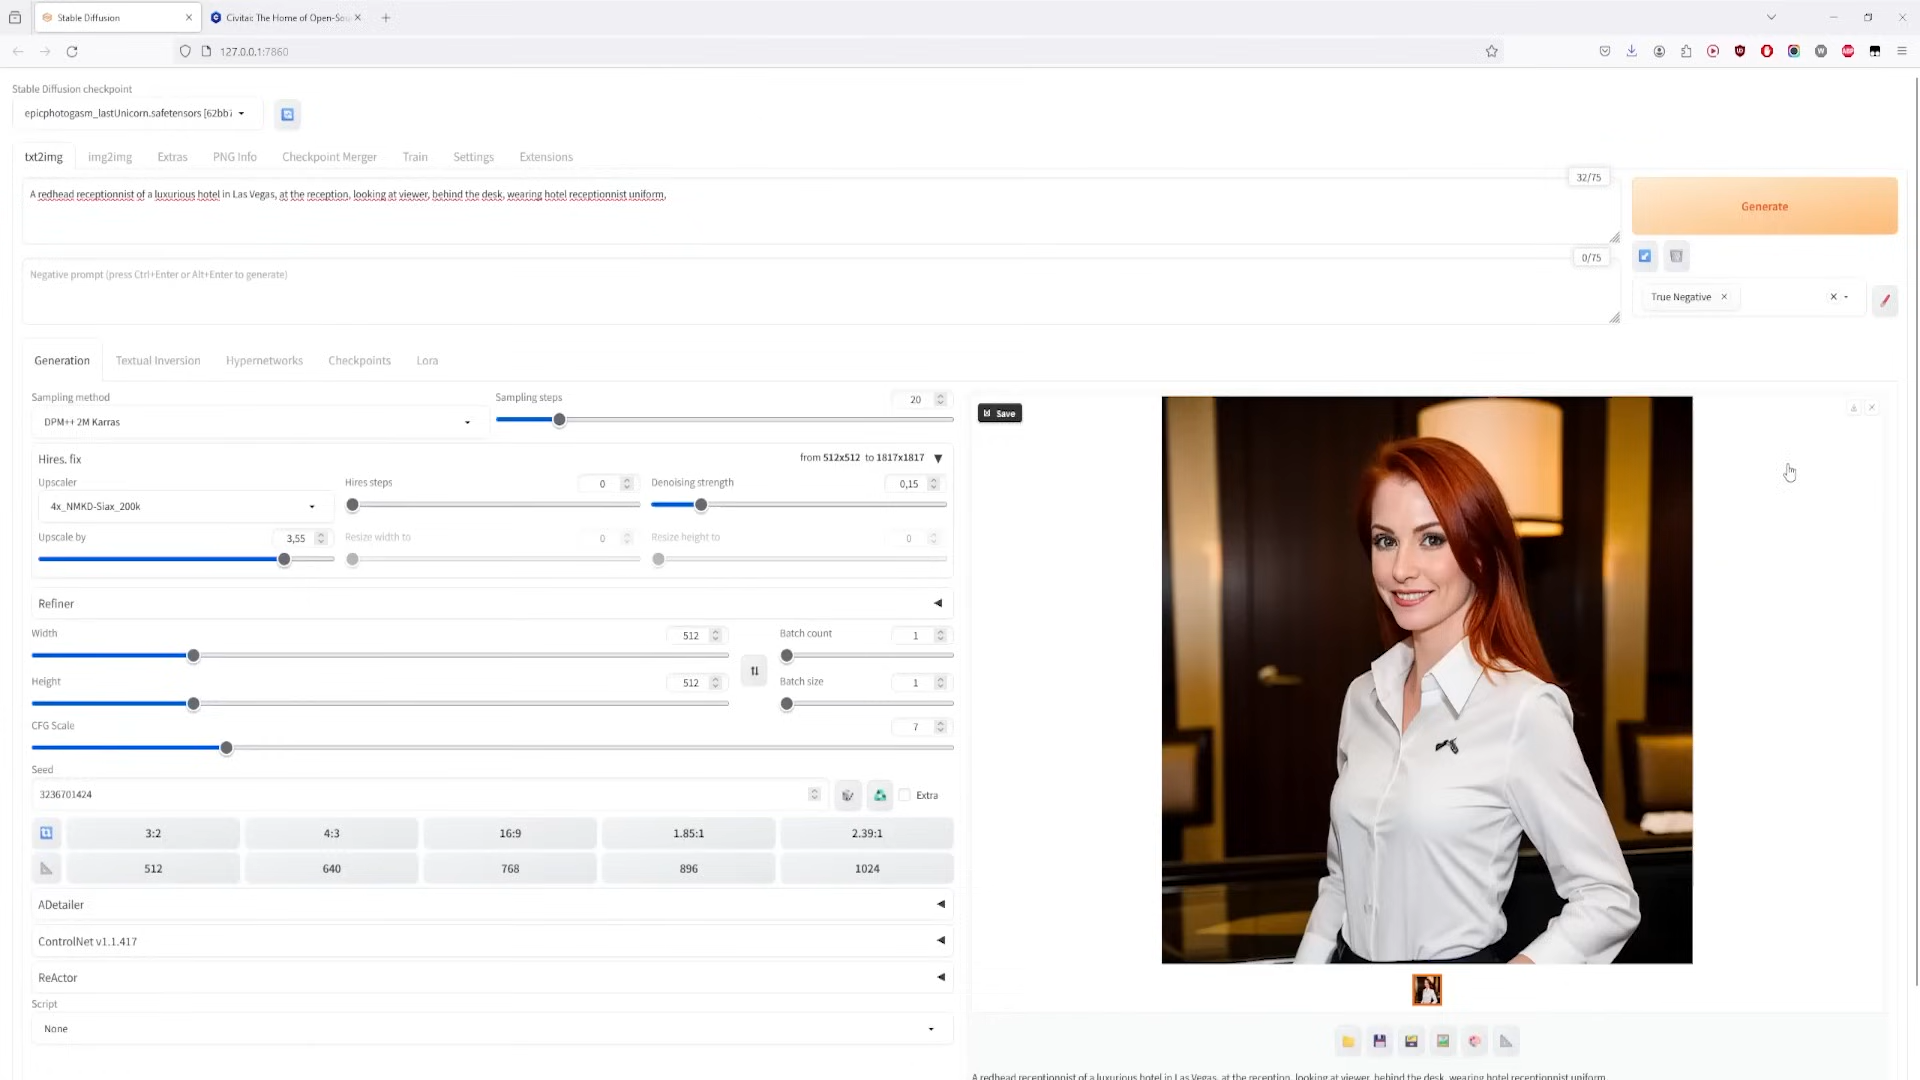 Stable Diffusion
Civitai: The Home of Open-Sou
127.0.0.1:7860
Stable Diffusion checkpoint
epicphotogasm_lastUnicorn.safetensors [62bb
txt2img img2img Extras PNG Info Checkpoint Merger Train Settings Extensions
32/75
A redhead receptionnist of a luxurious hotel in Las Vegas, at the reception, looking at viewer, behind the desk, wearing hotel receptionnist uniform,
Generate
0/75
Negative prompt (press Ctrl+Enter or Alt+Enter to generate)
True Negative
Generation Textual Inversion Hypernetworks Checkpoints Lora
Sampling method
DPM++ 2M Karras
Sampling steps
20
Save
Hires. fix
from 512x512 to 1817x1817
Upscaler
4x_NMKD-Siax_200k
Hires steps
0
Denoising strength
0,15
Upscale by
3,55
Resize width to
0
Resize height to
0
Refiner
Width
512
Batch count
1
Height
512
Batch size
1
CFG Scale
7
Seed
3236701424
Extra
3:2 4:3 16:9 1.85:1 2.39:1
512 640 768 896 1024
ADetailer
ControlNet v1.1.417
ReActor
Script
None
A redhead receptionnist of a luxurious hotel in Las Vegas, at the reception, looking at viewer, behind the desk, wearing hotel receptionnist uniform,